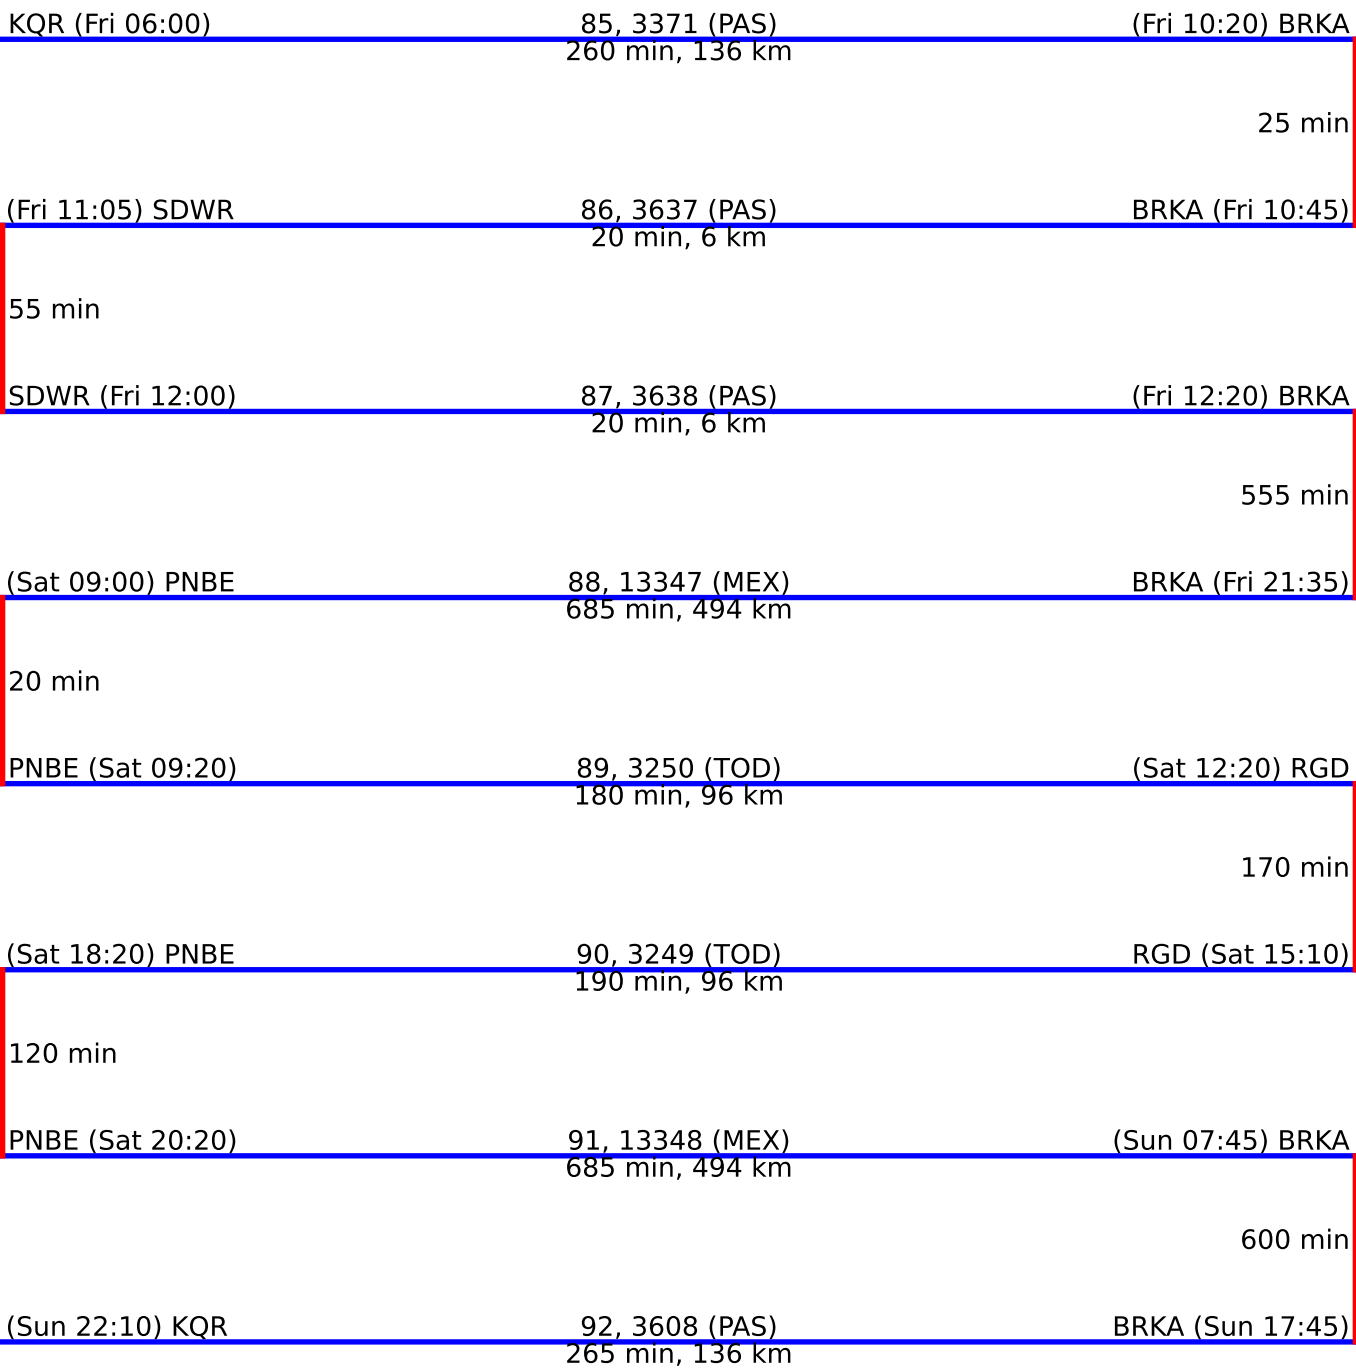 KQR (Fri 06:00) 85, 3371 (PAS) (Fri 10:20) BRKA
260 min, 136 km
25 min
(Fri 11:05) SDWR 86, 3637 (PAS) BRKA (Fri 10:45)
20 min, 6 km
55 min
SDWR (Fri 12:00) 87, 3638 (PAS) (Fri 12:20) BRKA
20 min, 6 km
555 min
(Sat 09:00) PNBE 88, 13347 (MEX) BRKA (Fri 21:35)
685 min, 494 km
20 min
PNBE (Sat 09:20) 89, 3250 (TOD) (Sat 12:20) RGD
180 min, 96 km
170 min
(Sat 18:20) PNBE 90, 3249 (TOD) RGD (Sat 15:10)
190 min, 96 km
120 min
PNBE (Sat 20:20) 91, 13348 (MEX) (Sun 07:45) BRKA
685 min, 494 km
600 min
(Sun 22:10) KQR 92, 3608 (PAS) BRKA (Sun 17:45)
265 min, 136 km